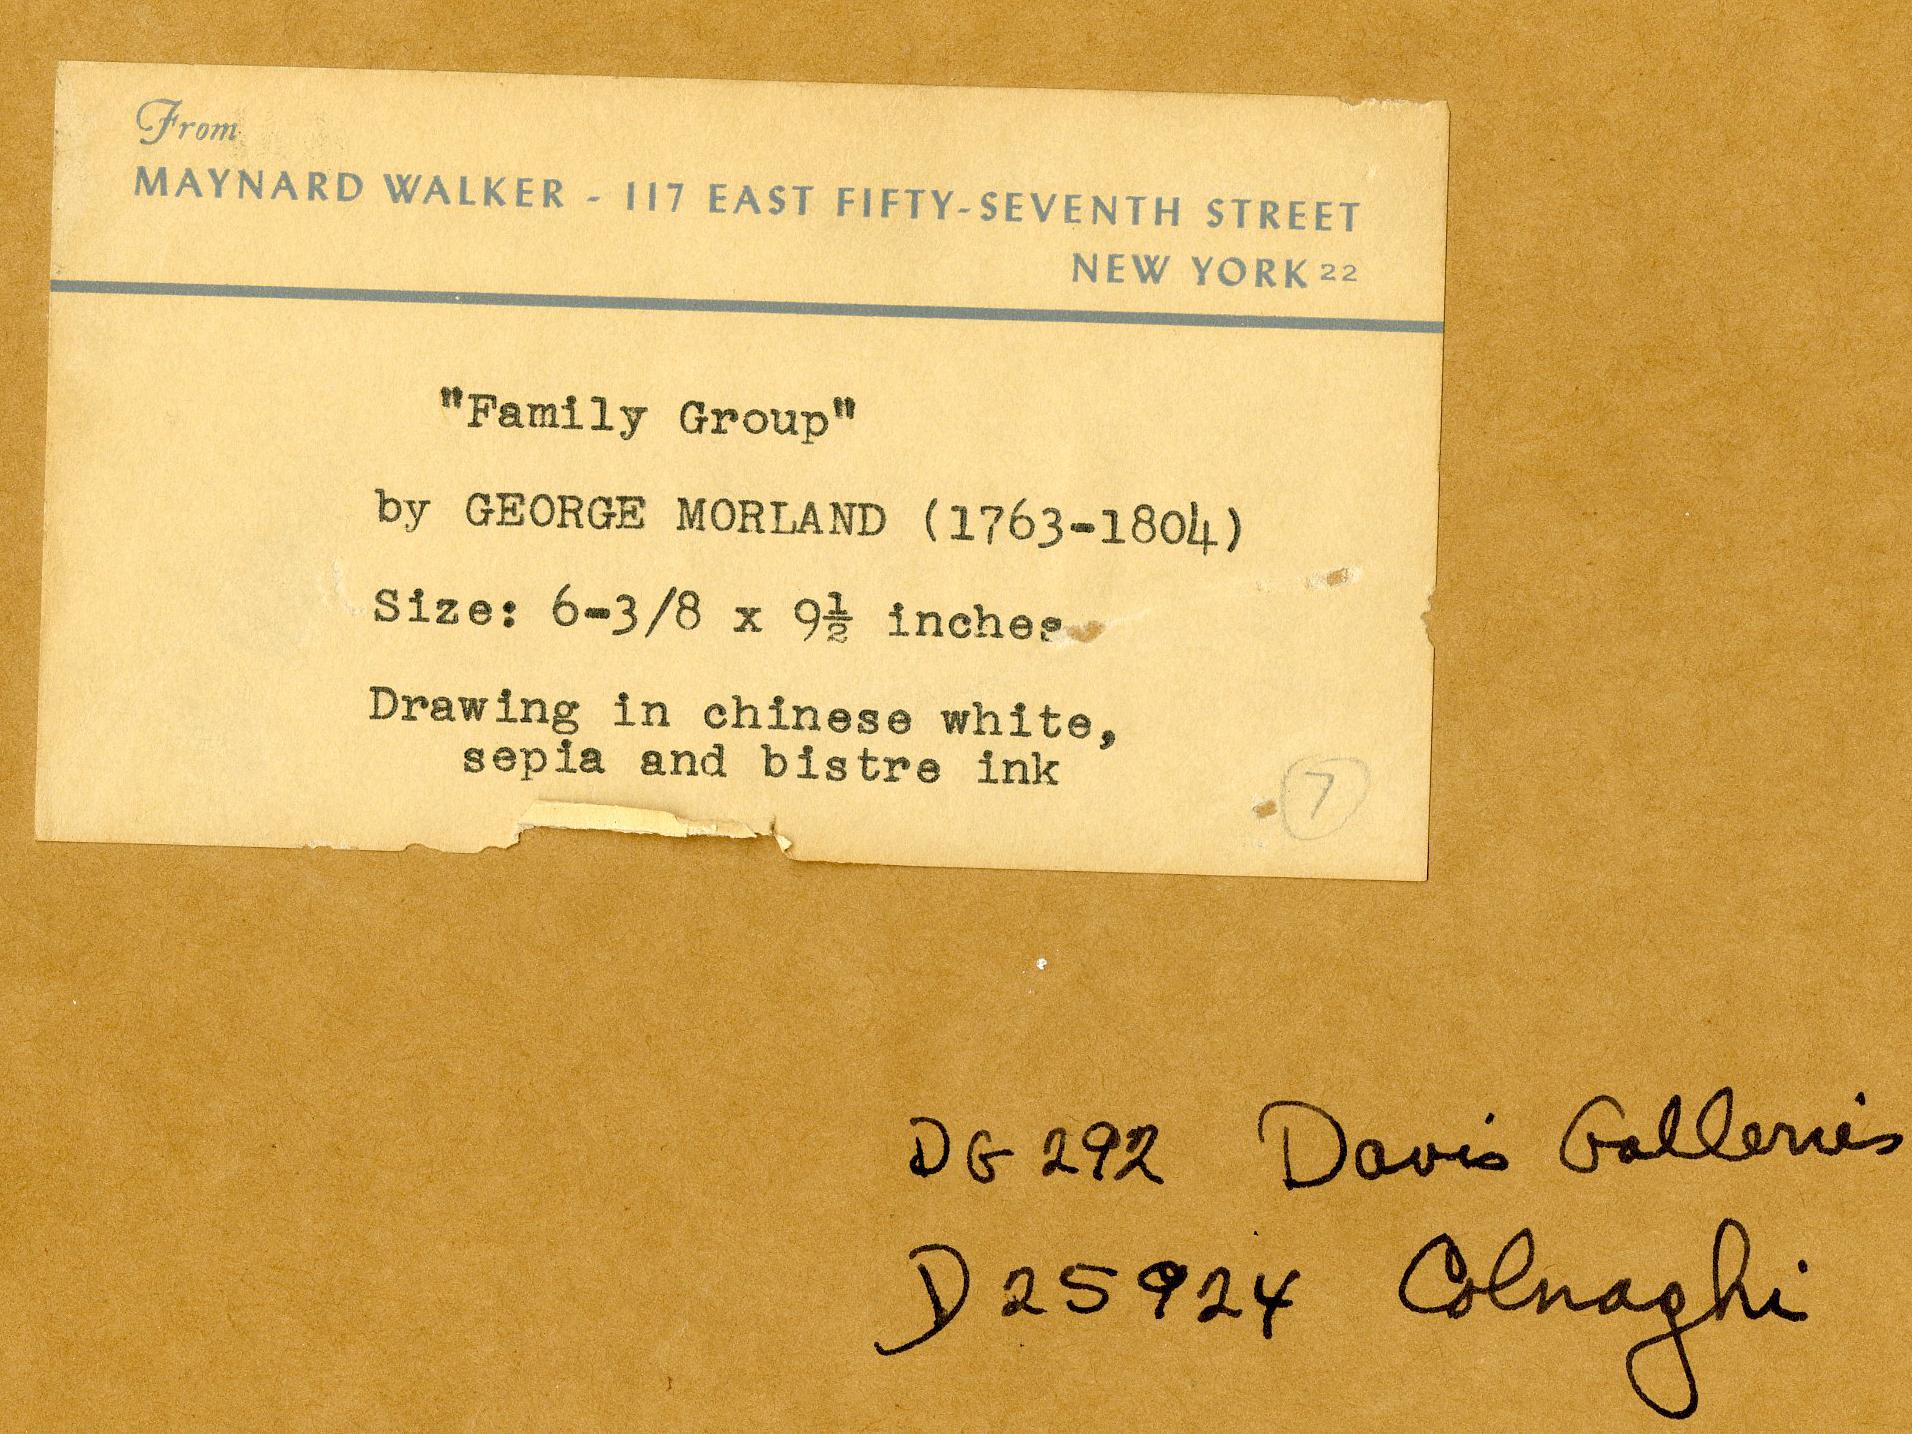 From
MAYNARD WALKER - 117 EAST FIFTY-SEVENTH STREET
NEW YORK 22
"Family Group"
by GEORGE MORLAND (1763-1804)
Size: 6-3/8 x 9½ inches
Drawing in chinese white,
sepia and bistre ink
7
DG 292 Davis Galleries
D25924 Colnaghi